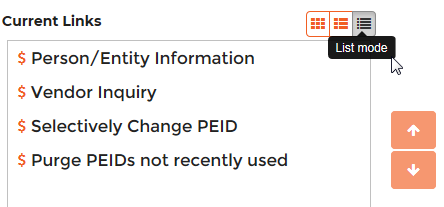 Current Links
List mode
$ Person/Entity Information
$ Vendor Inquiry
$ Selectively Change PEID
$ Purge PEIDs not recently used